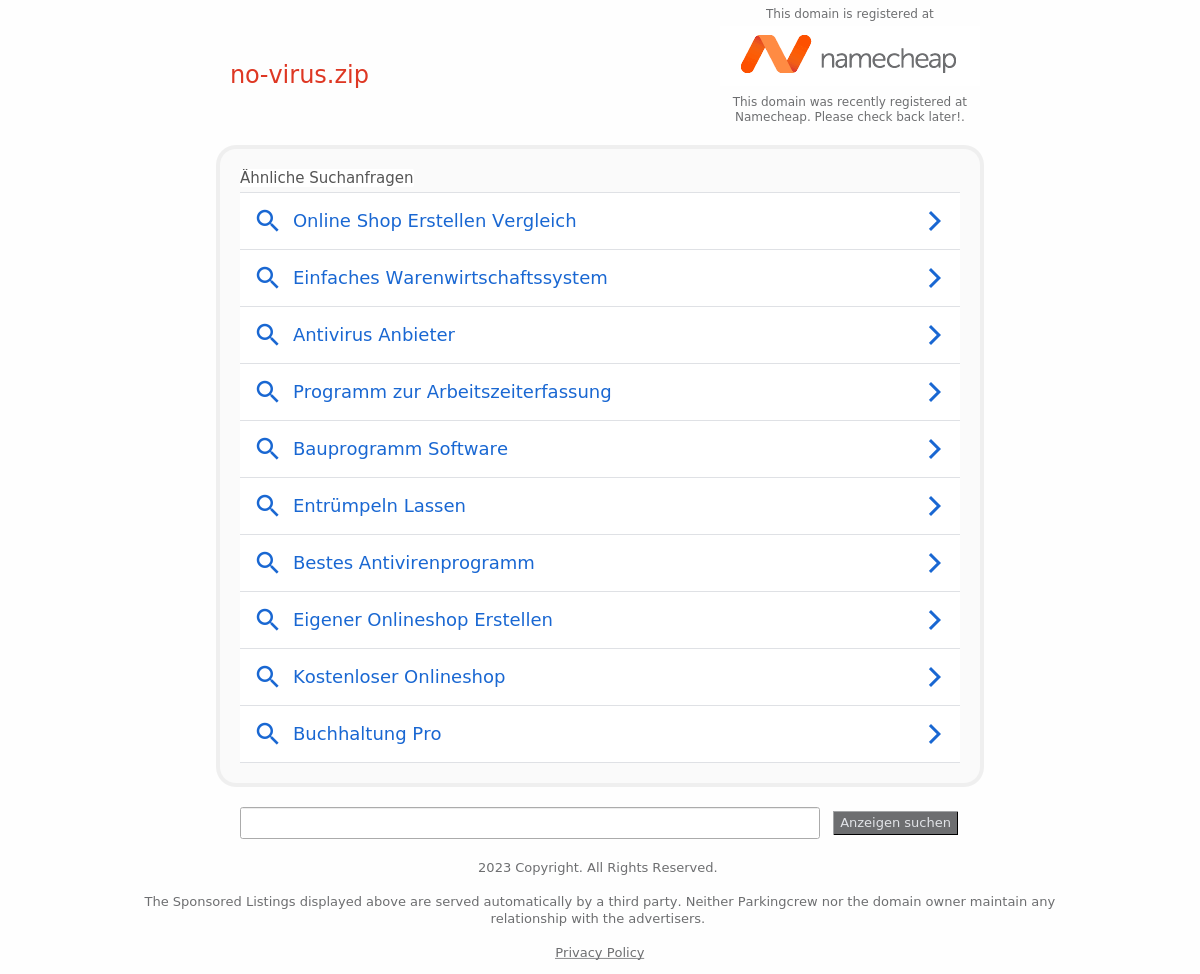 This domain is registered at
namecheap
no-virus.zip
This domain was recently registered at
Namecheap. Please check back later!.
Ähnliche Suchanfragen
Online Shop Erstellen Vergleich
Einfaches Warenwirtschaftssystem
Antivirus Anbieter
Programm zur Arbeitszeiterfassung
Bauprogramm Software
Entrümpeln Lassen
Bestes Antivirenprogramm
Eigener Onlineshop Erstellen
Kostenloser Onlineshop
Buchhaltung Pro
Anzeigen suchen
2023 Copyright. All Rights Reserved.
The Sponsored Listings displayed above are served automatically by a third party. Neither Parkingcrew nor the domain owner maintain any
relationship with the advertisers.
Privacy Policy